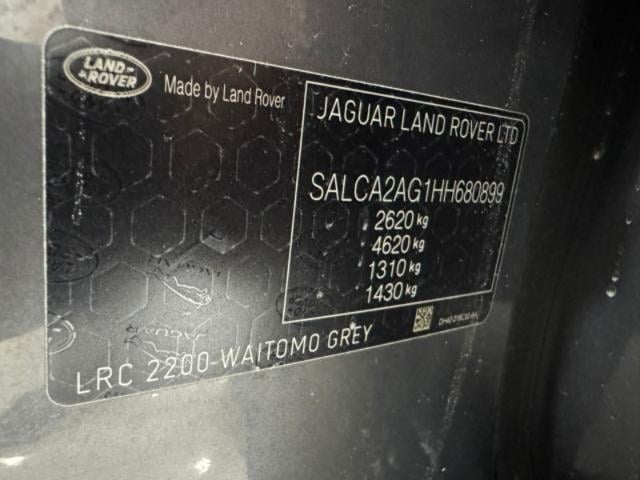 LAND
ROVER
Made by Land Rover
JAGUAR LAND ROVER LTD
SALCA2AG1HH680899
2620 kg
4620 kg
1310 kg
1430 kg
LRC 2200-WAITOMO GREY
JAGUAR